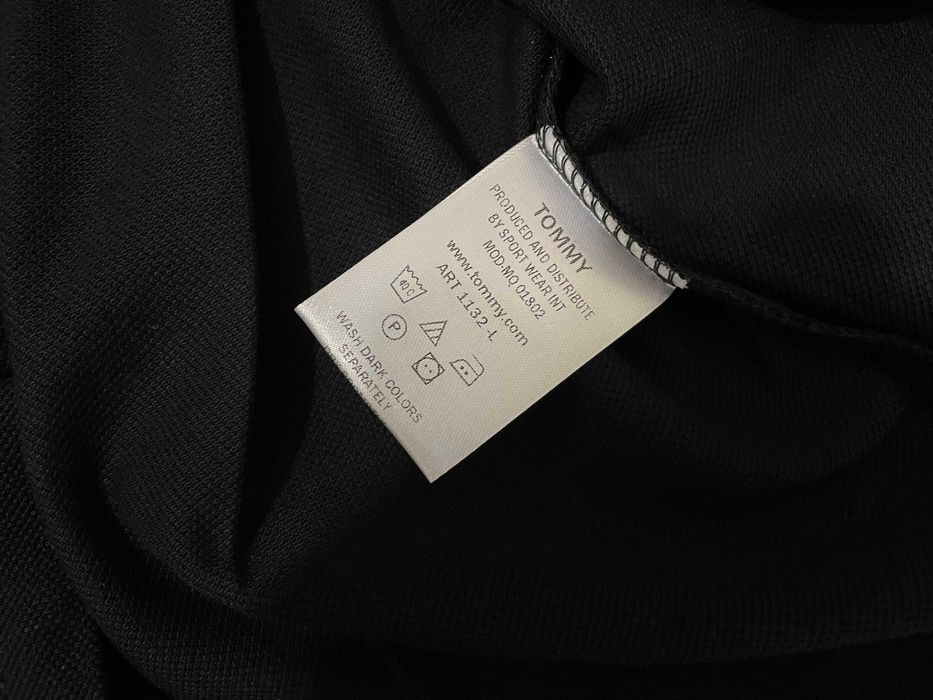 TOMMY
PRODUCED AND DISTRIBUTE
BY SPORT WEAR INT
MOD-MQ 01802
www.tommy.com
ART 1132 -L
40 C
P
WASH DARK COLORS
SEPARATELY